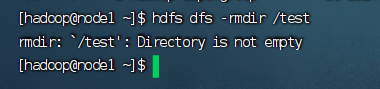 [hadoop@node1 ~]$ hdfs dfs -rmdir /test
rmdir: `/test': Directory is not empty
[hadoop@node1 ~]$